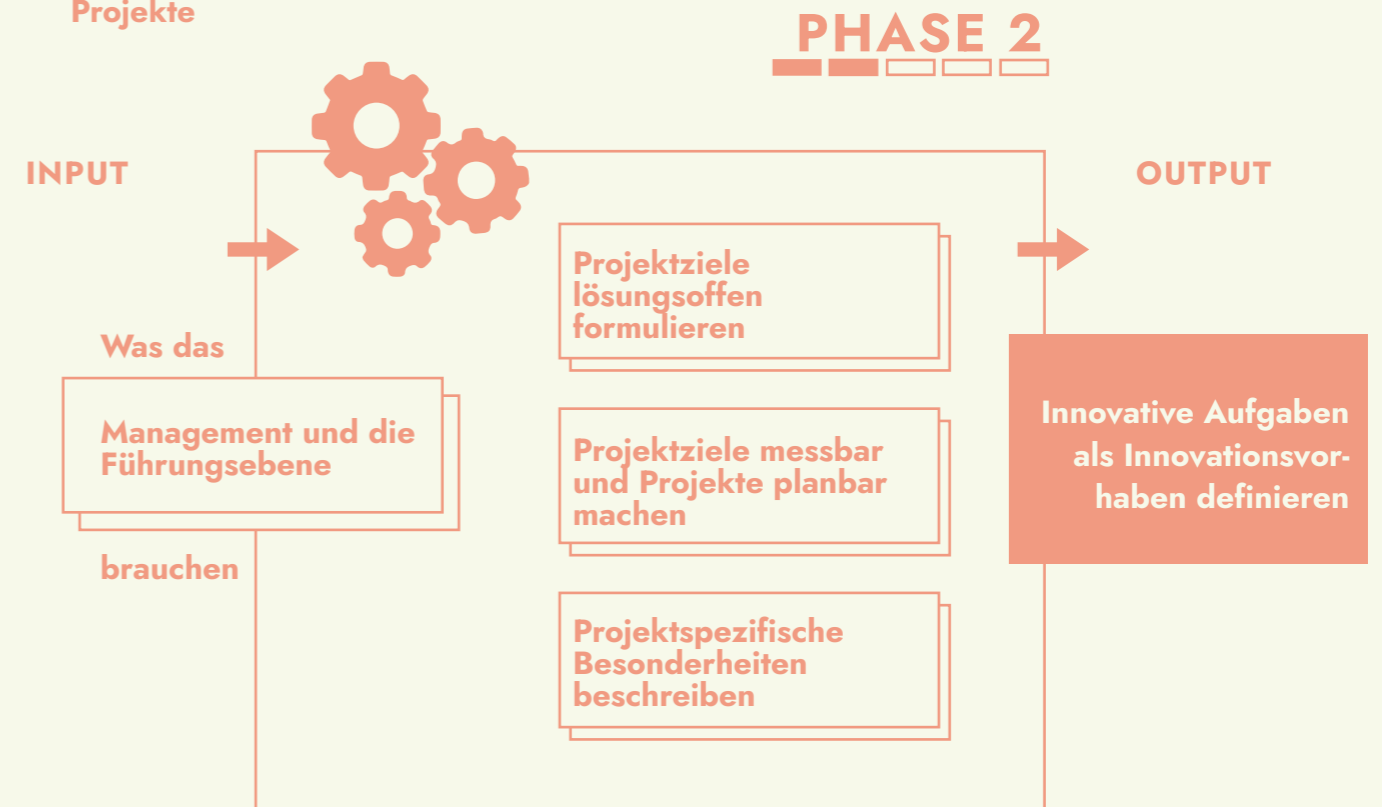 Projekte
PHASE 2
INPUT
OUTPUT
Was das
Management und die
Führungsebene
brauchen
Projektziele
lösungsoffen
formulieren
Projektziele messbar
und Projekte planbar
machen
Projektspezifische
Besonderheiten
beschreiben
Innovative Aufgaben
als Innovationsvor-
haben definieren